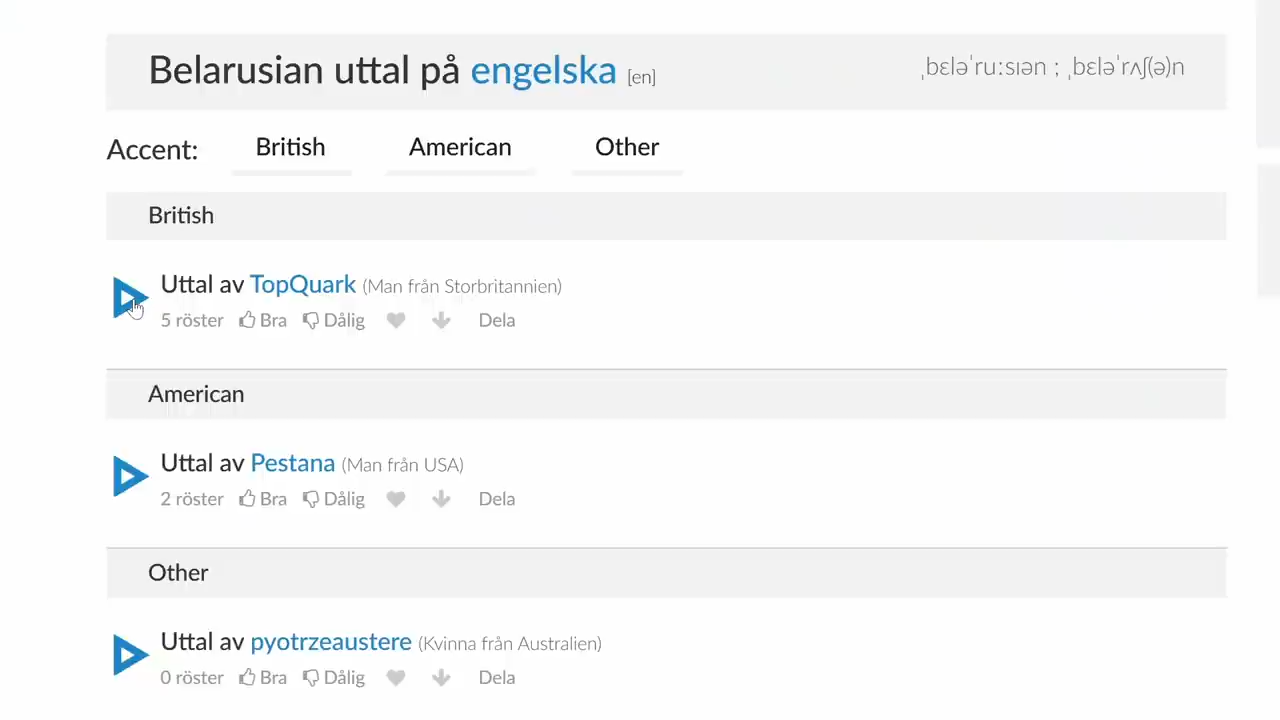 Belarusian uttal på engelska [en]
ˌbɛləˈruːsɪən ; ˌbɛləˈrʌʃ(ə)n
Accent: British American Other
British
Uttal av TopQuark (Man från Storbritannien)
5 röster Bra Dålig Dela
American
Uttal av Pestana (Man från USA)
2 röster Bra Dålig Dela
Other
Uttal av pyotrzeaustere (Kvinna från Australien)
0 röster Bra Dålig Dela